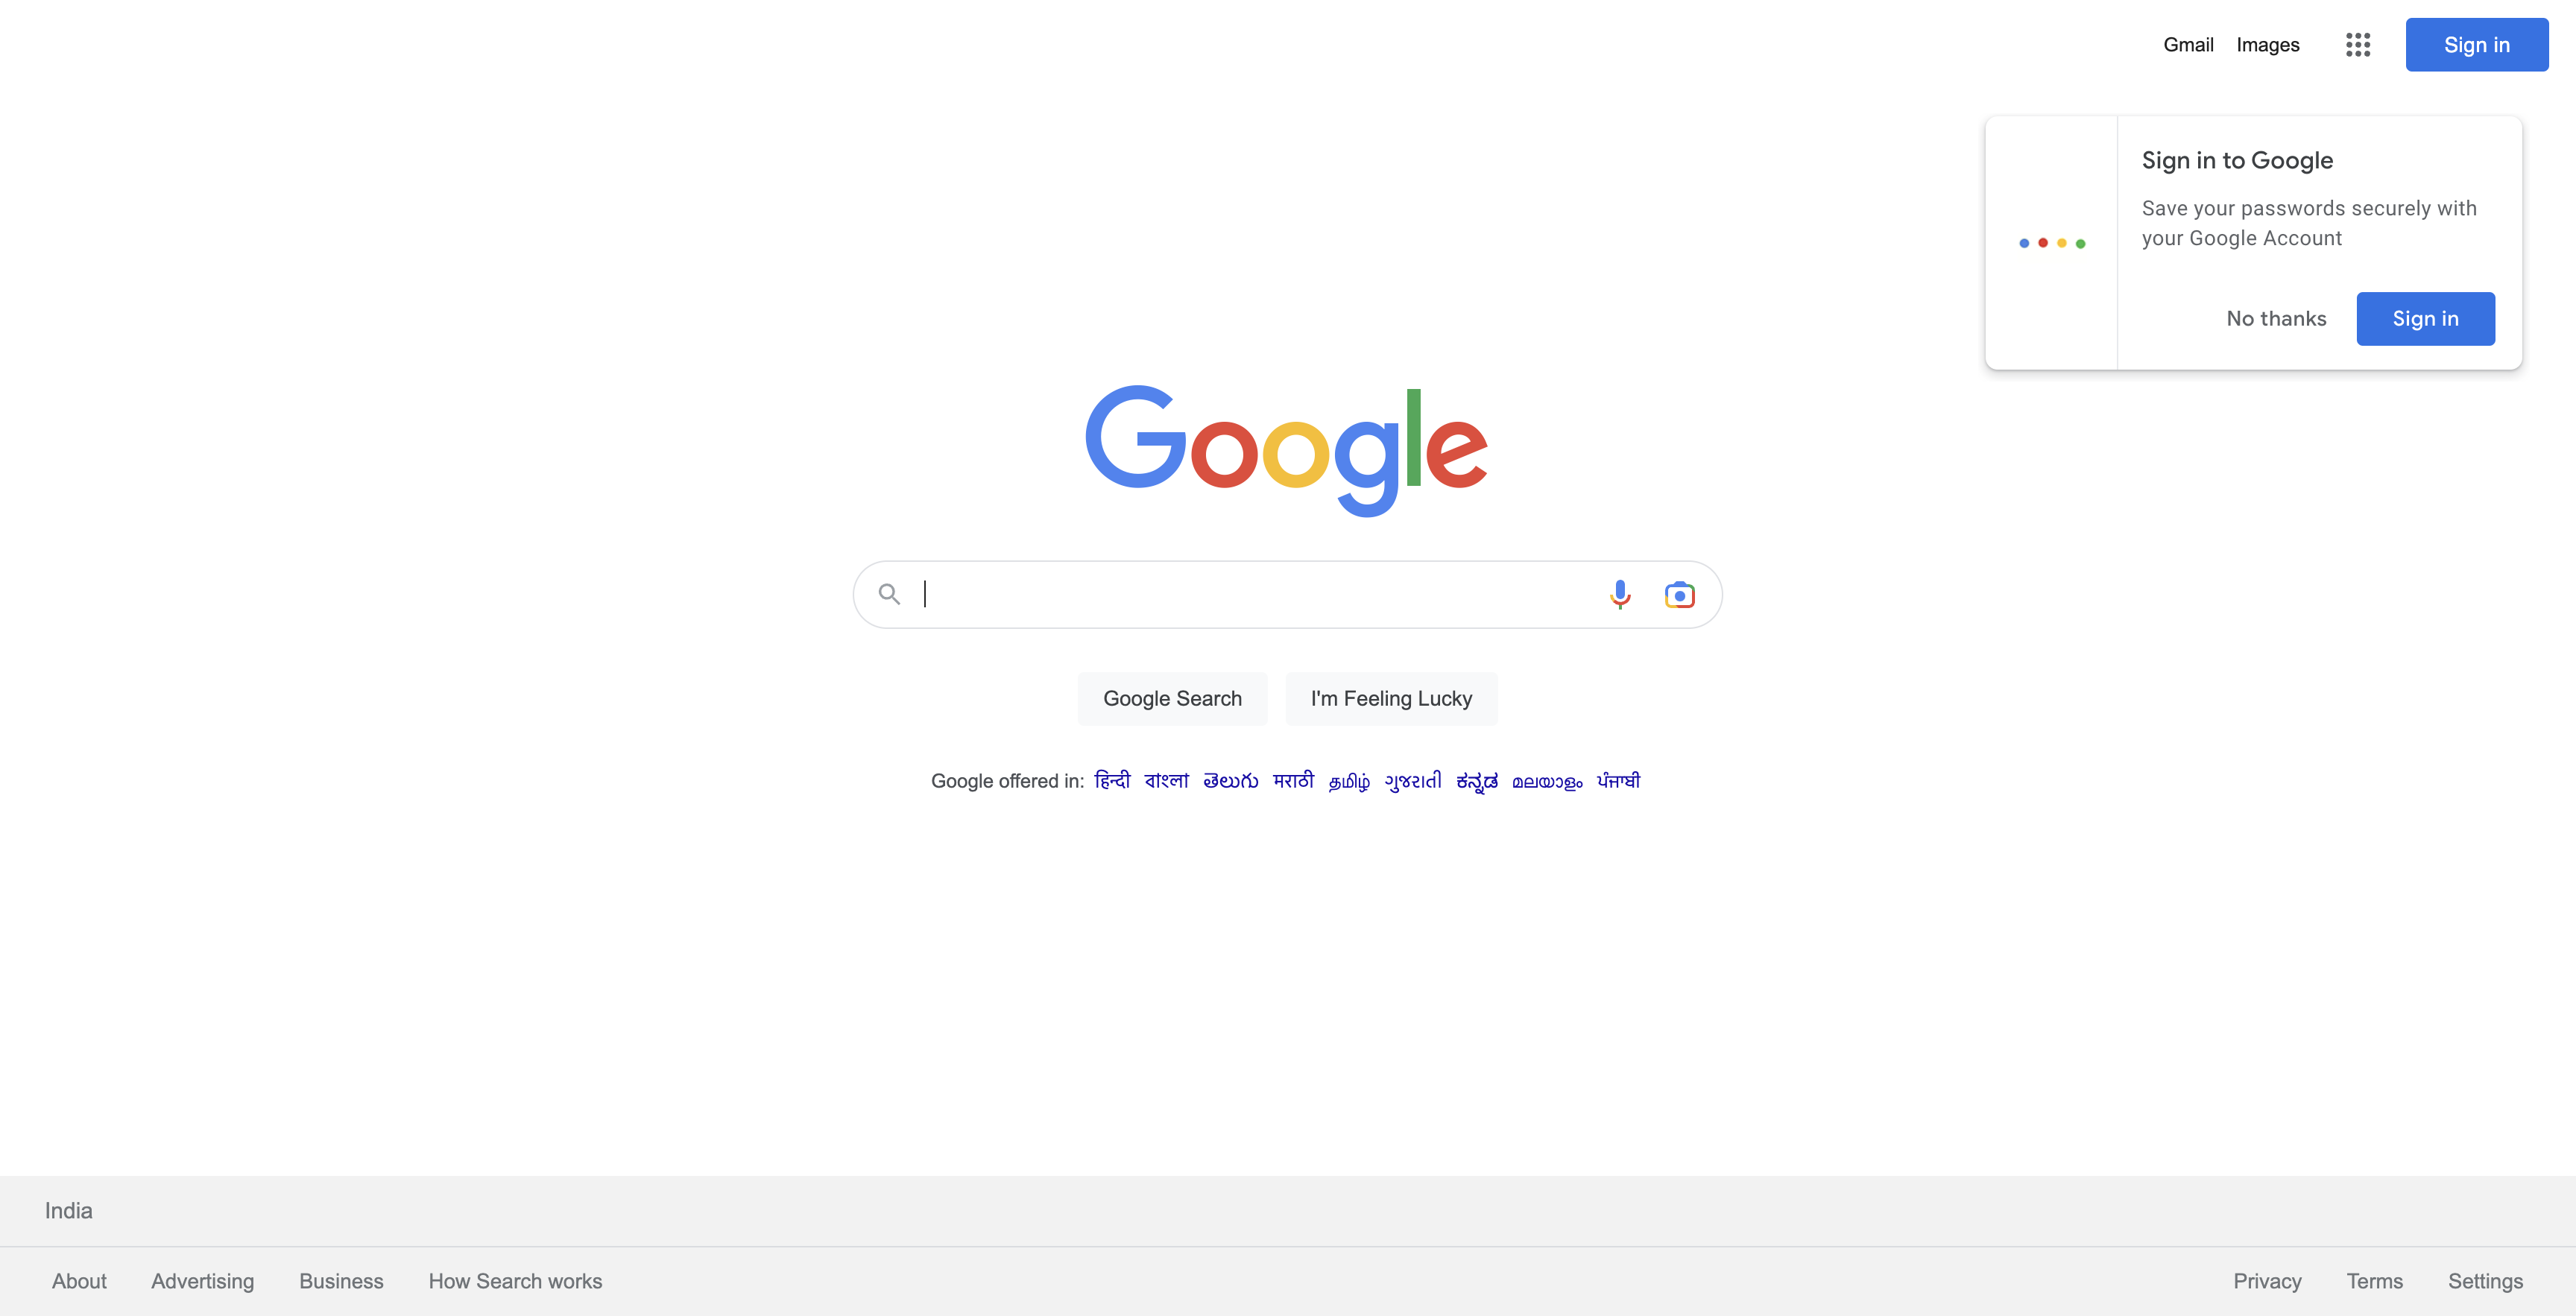 Gmail Images Sign in
Sign in to Google
Save your passwords securely with
your Google Account
No thanks Sign in
Google
Google Search I'm Feeling Lucky
Google offered in: हिन्दी বাংলা తెలుగు मराठी தமிழ் ગુજરાતી ಕನ್ನಡ മലയാളം ਪੰਜਾਬੀ
India
About Advertising Business How Search works Privacy Terms Settings